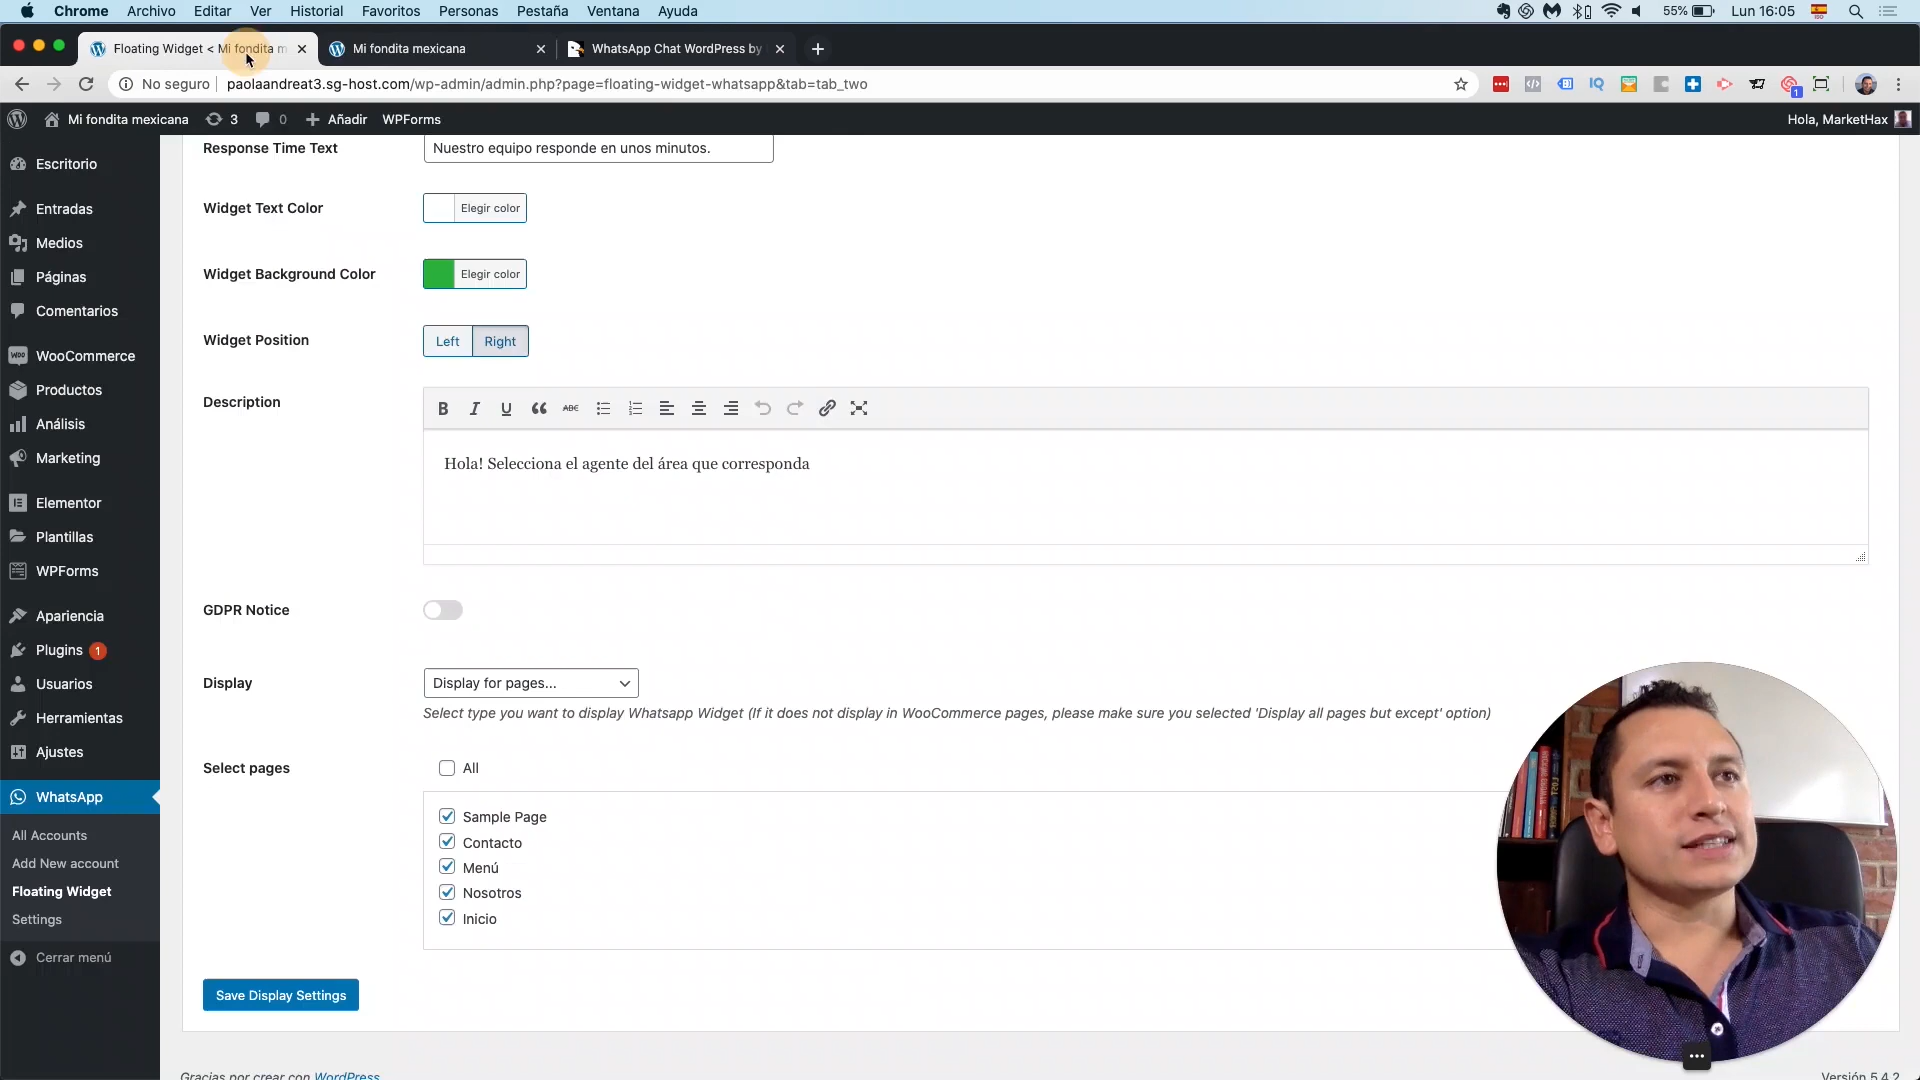 Chrome Archivo Editar Ver Historial Favoritos Personas Pestaña Ventana Ayuda 55% Lun 16:05
Floating Widget < Mi fondita m Mi fondita mexicana WhatsApp Chat WordPress by
No seguro paolaandreat3.sg-host.com/wp-admin/admin.php?page=floating-widget-whatsapp&tab=tab_two
Mi fondita mexicana 3 0 Añadir WPForms Hola, MarketHax
Escritorio
Entradas
Medios
Páginas
Comentarios
WooCommerce
Productos
Análisis
Marketing
Elementor
Plantillas
WPForms
Apariencia
Plugins 1
Usuarios
Herramientas
Ajustes
WhatsApp
All Accounts
Add New account
Floating Widget
Settings
Cerrar menú
Response Time Text Nuestro equipo responde en unos minutos.
Widget Text Color Elegir color
Widget Background Color Elegir color
Widget Position Left Right
Description
Hola! Selecciona el agente del área que corresponda
GDPR Notice
Display Display for pages...
Select type you want to display Whatsapp Widget (If it does not display in WooCommerce pages, please make sure you selected 'Display all pages but except' option)
Select pages All
Sample Page
Contacto
Menú
Nosotros
Inicio
Save Display Settings
Gracias por crear con WordPress
Versión 5.4.2